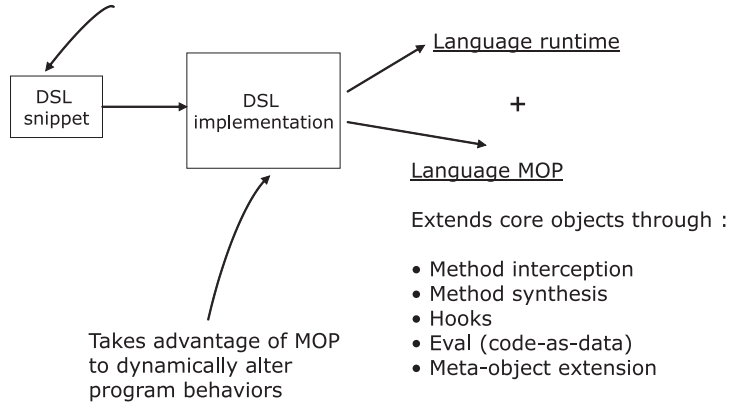 Language runtime
DSL
snippet
DSL
implementation
+
Language MOP
Extends core objects through :
• Method interception
• Method synthesis
• Hooks
• Eval (code-as-data)
• Meta-object extension
Takes advantage of MOP
to dynamically alter
program behaviors